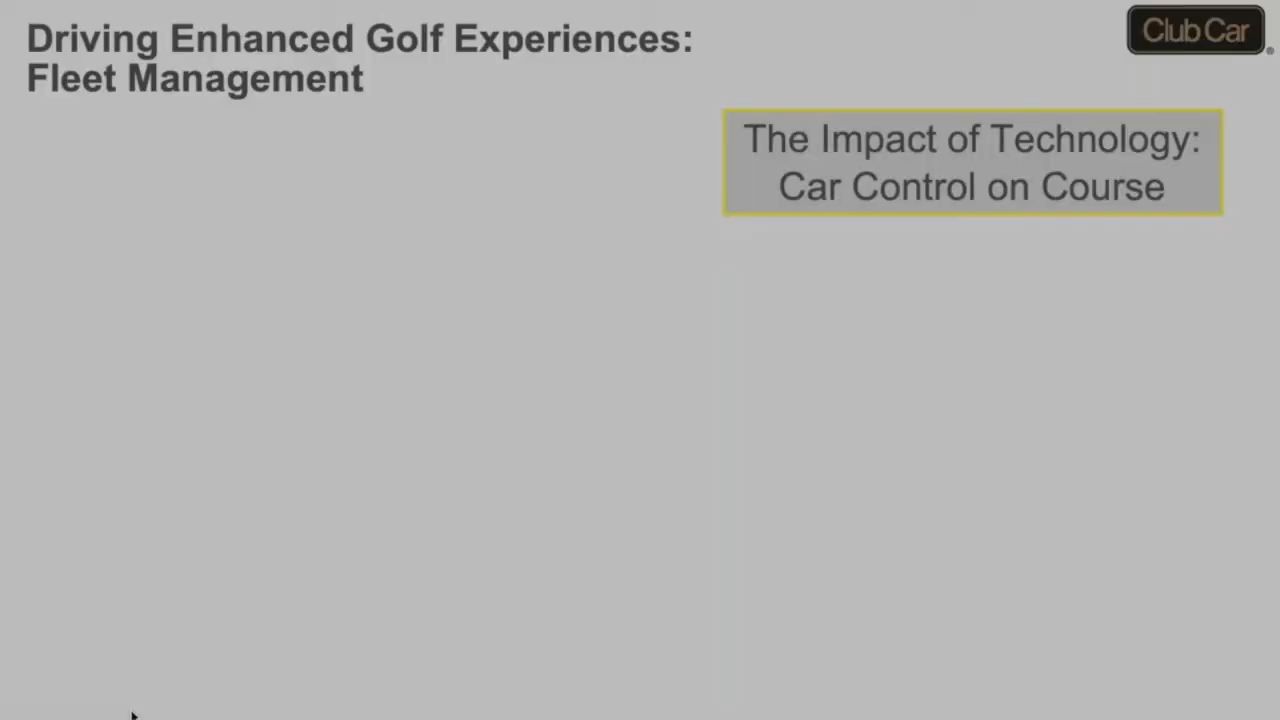 Driving Enhanced Golf Experiences:
Fleet Management
Club Car®
The Impact of Technology:
Car Control on Course